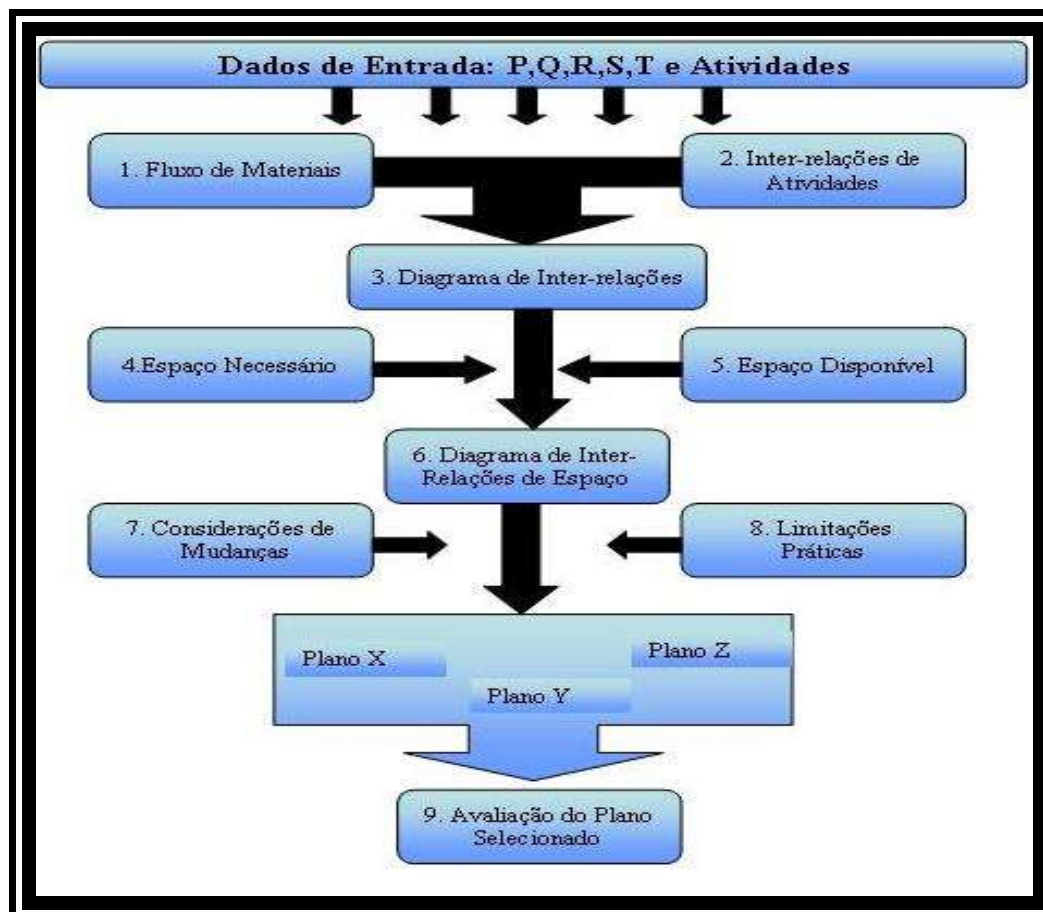 Dados de Entrada: P,Q,R,S,T e Atividades
1. Fluxo de Materiais
2. Inter-relações de
Atividades
3. Diagrama de Inter-relações
4.Espaço Necessário
5. Espaço Disponível
6. Diagrama de Inter-
Relações de Espaço
7. Considerações de
Mudanças
8. Limitações
Práticas
Plano X
Plano Z
Plano Y
9. Avaliação do Plano
Selecionado